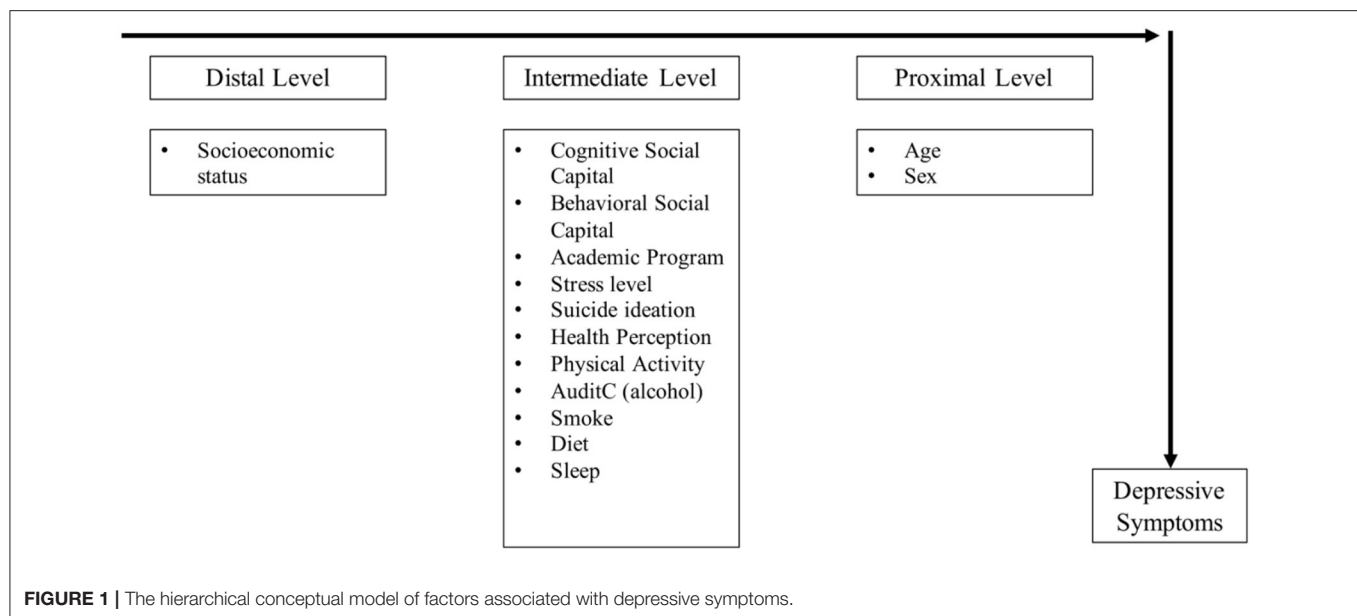 Distal Level
Intermediate Level
Proximal Level
• Socioeconomic
status
• Cognitive Social
Capital
• Behavioral Social
Capital
• Academic Program
• Stress level
• Suicide ideation
• Health Perception
• Physical Activity
• AuditC (alcohol)
• Smoke
• Diet
• Sleep
• Age
• Sex
Depressive
Symptoms
FIGURE 1 | The hierarchical conceptual model of factors associated with depressive symptoms.